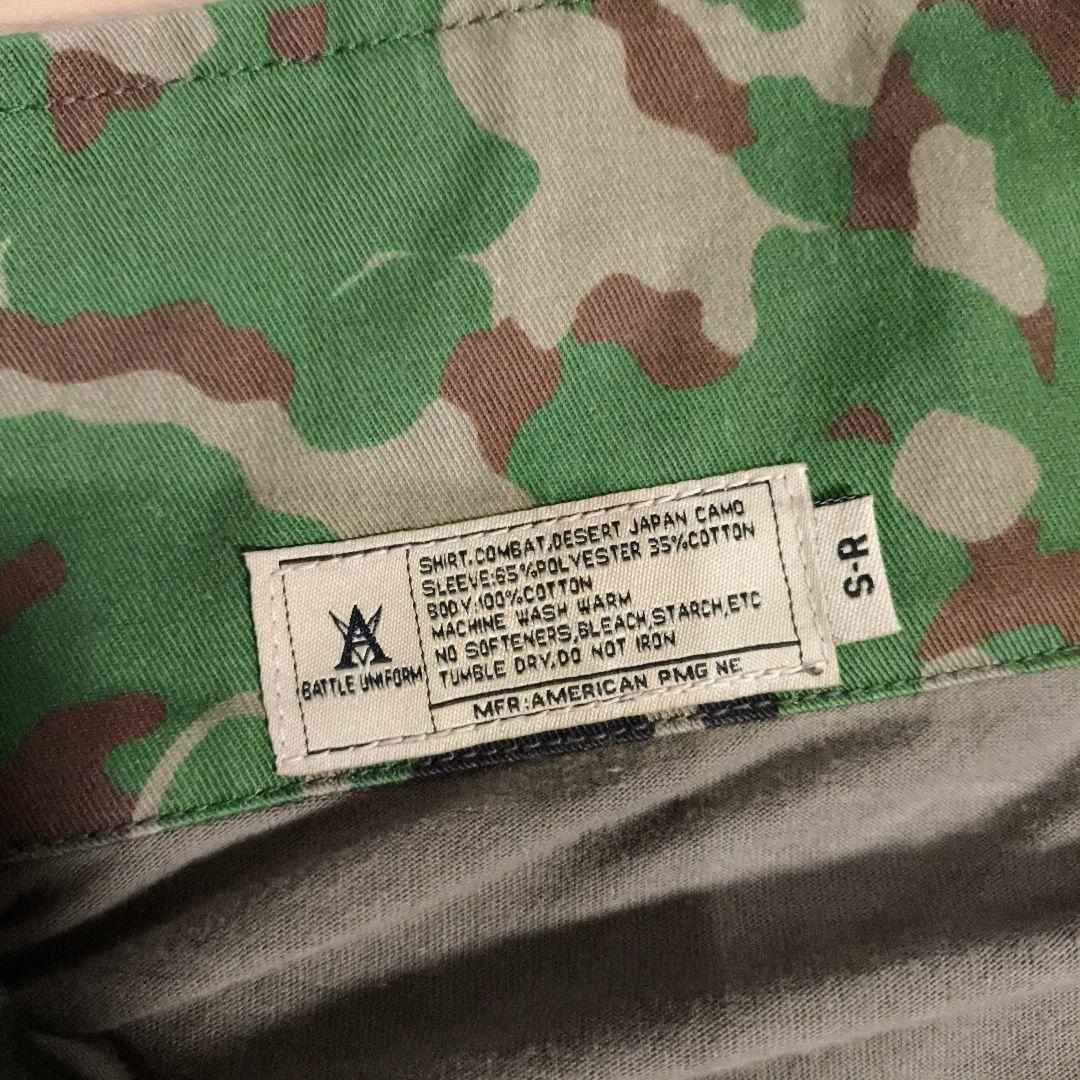 SHIRT.COMBAT,DESERT JAPAN CAMO
SLEEVE:65%POLYESTER 35%COTTON
BODY:100%COTTON
MACHINE WASH WARM
NO SOFTENERS,BLEACH,STARCH,ETC
TUMBLE DRY,DO NOT IRON
BATTLE UNIFORM
MFR:AMERICAN PMG NE
S-R